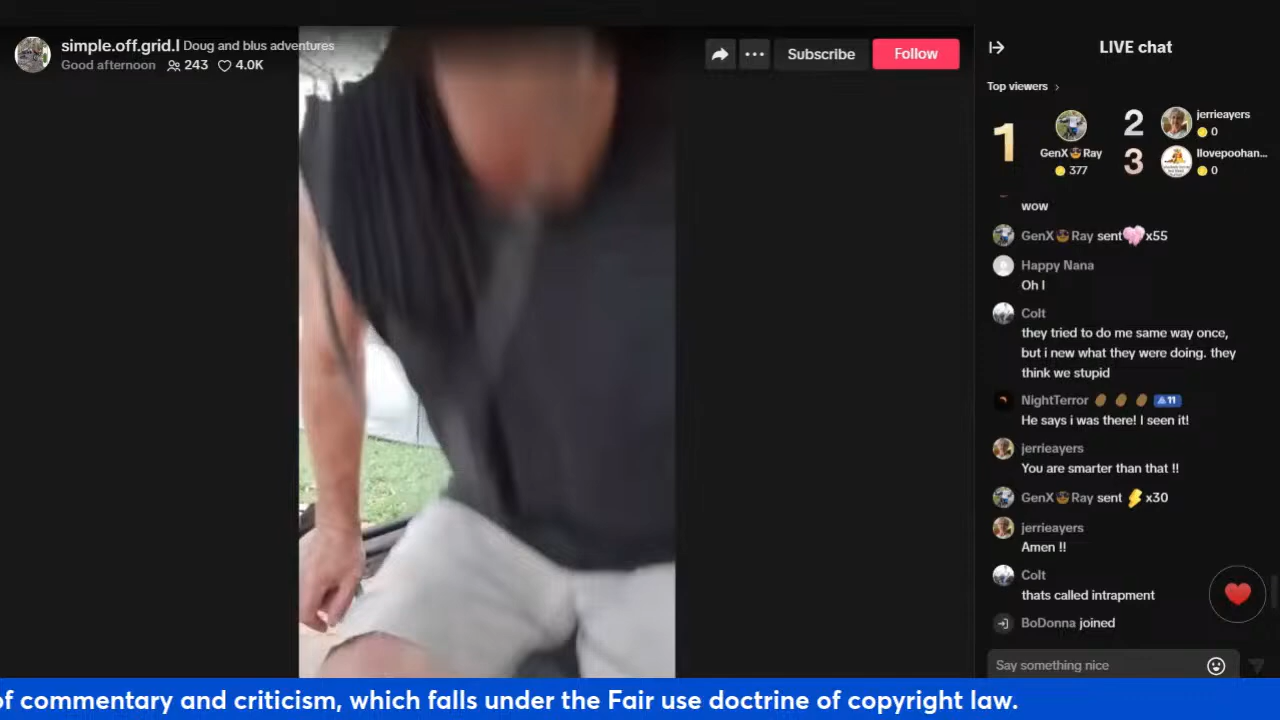 simple.off.grid.l Doug and blus adventures
Good afternoon 243 4.0K
Subscribe
Follow
LIVE chat
Top viewers >
1
GenX Ray
377
2
jerrieayers
0
3
Ilovepoohan...
0
wow
GenX Ray sent x55
Happy Nana
Oh I
Colt
they tried to do me same way once,
but i new what they were doing. they
think we stupid
NightTerror 11
He says i was there! I seen it!
jerrieayers
You are smarter than that !!
GenX Ray sent x30
jerrieayers
Amen !!
Colt
thats called intrapment
BoDonna joined
Say something nice
of commentary and criticism, which falls under the Fair use doctrine of copyright law.